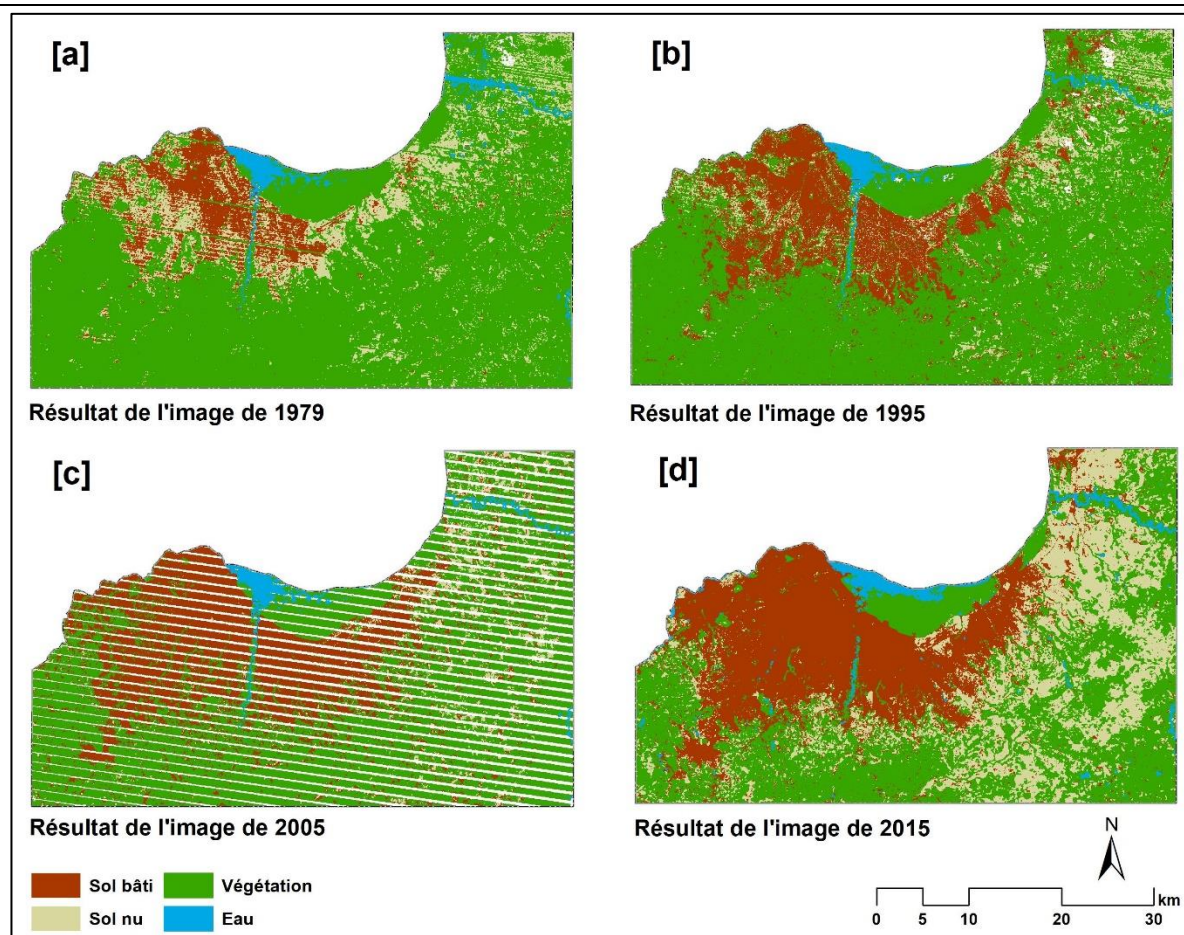 [a]
[b]
Résultat de l'image de 1979
Résultat de l'image de 1995
[c]
[d]
Résultat de l'image de 2005
Résultat de l'image de 2015
Sol bâti
Végétation
Sol nu
Eau
N
km
0 5 10 20 30